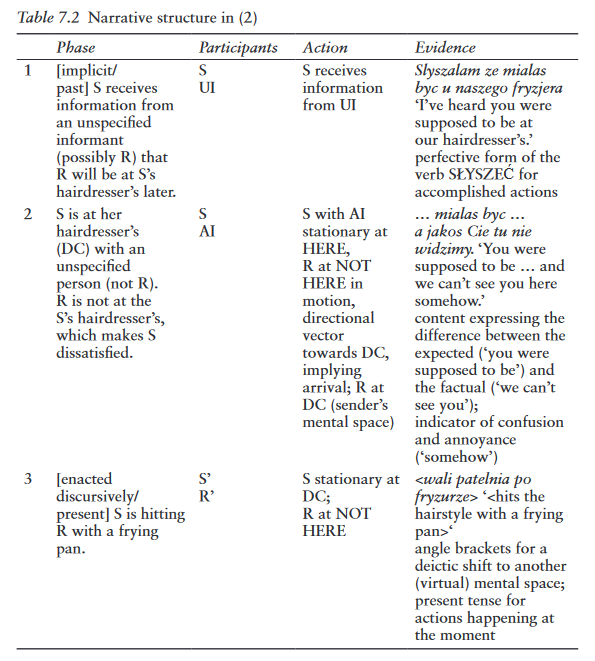 Table 7.2 Narrative structure in (2)
Phase Participants Action Evidence
1 [implicit/ S S receives Slyszalam ze mialas
past] S receives UI information byc u naszego fryzjera
information from from UI ‘I’ve heard you were
an unspecified supposed to be at
informant our hairdresser’s.’
(possibly R) that perfective form of the
R will be at S’s verb SŁYSZEĆ for
hairdresser’s later. accomplished actions
2 S is at her S S with AI … mialas byc …
hairdresser’s AI stationary at a jakos Cie tu nie
(DC) with an HERE, widzimy. ‘You were
unspecified R at NOT supposed to be … and
person (not R). HERE in we can’t see you here
R is not at the motion, somehow.’
S’s hairdresser’s, directional content expressing the
which makes S vector difference between the
dissatisfied. towards DC, expected (‘you were
implying supposed to be’) and
arrival; R at the factual (‘we can’t
DC (sender’s see you’);
mental space) indicator of confusion
and annoyance
(‘somehow’)
3 [enacted S’ S stationary at <wali patelnia po
discursively/ R’ DC; fryzurze> ‘<hits the
present] S is hitting R at NOT hairstyle with a frying
R with a frying HERE pan>‘
pan. angle brackets for a
deictic shift to another
(virtual) mental space;
present tense for
actions happening at
the moment